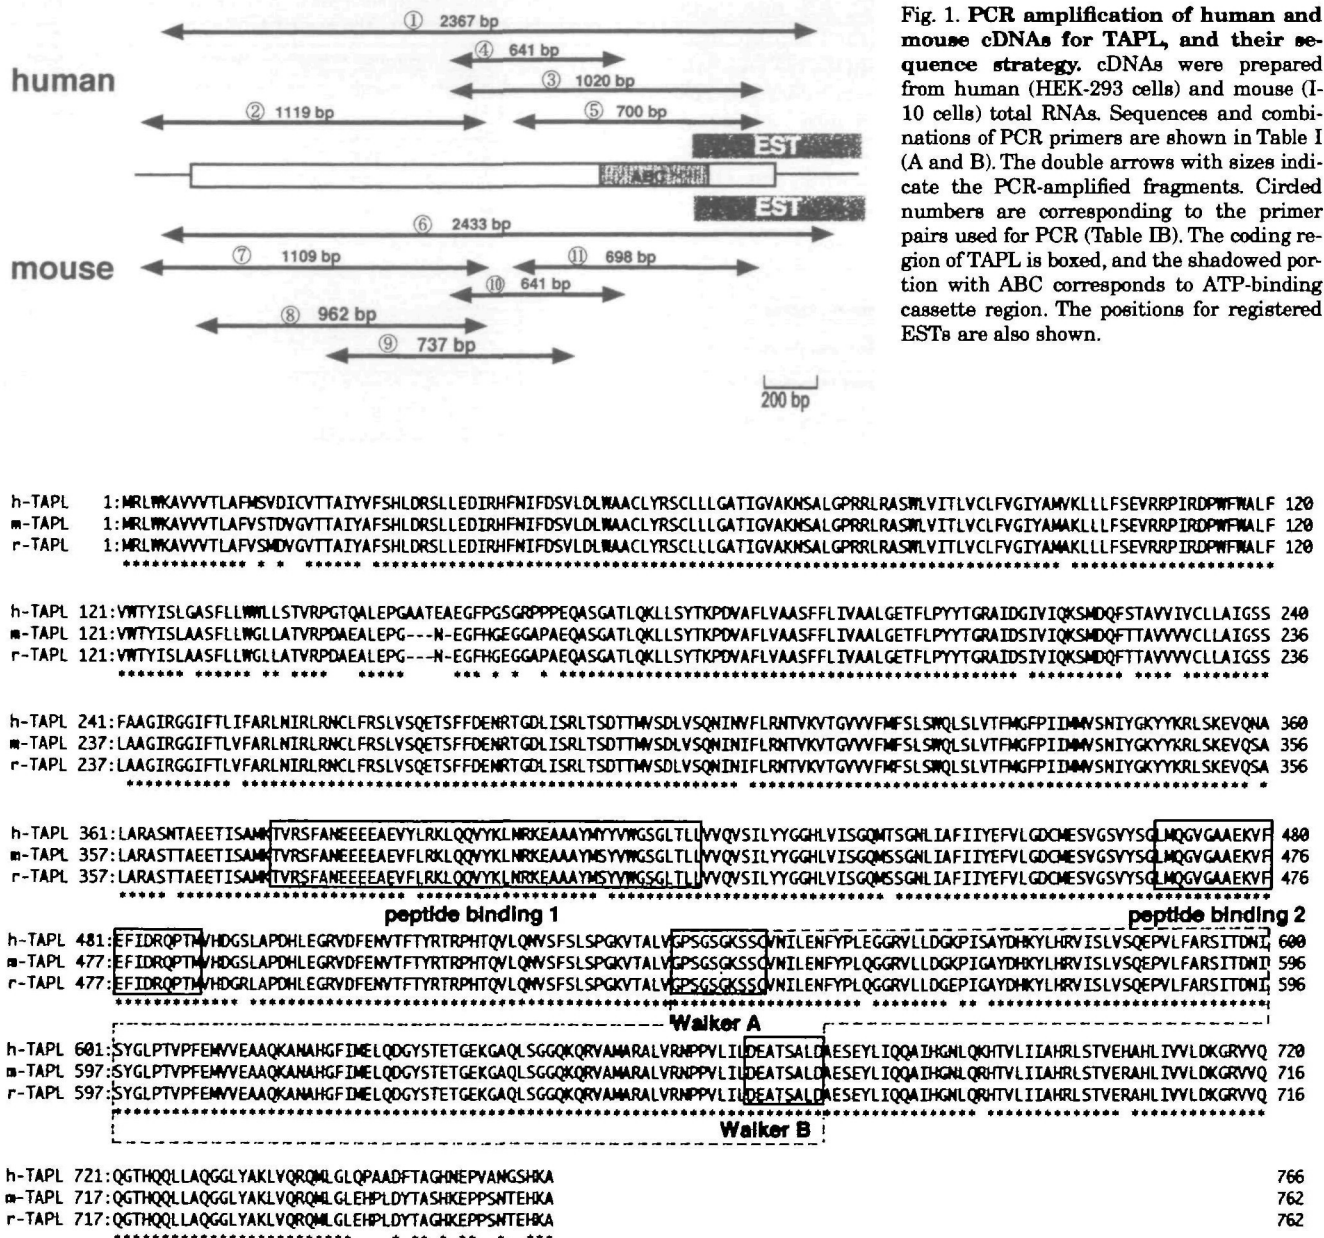 ① 2367 bp
④ 641 bp
human
③ 1020 bp
② 1119 bp
⑤ 700 bp
EST
ABC
EST
⑥ 2433 bp
mouse
⑦ 1109 bp
⑪ 698 bp
⑩ 641 bp
⑧ 962 bp
⑨ 737 bp
200 bp
Fig. 1. PCR amplification of human and
mouse cDNAs for TAPL, and their se-
quence strategy. cDNAs were prepared
from human (HEK-293 cells) and mouse (I-
10 cells) total RNAs. Sequences and combi-
nations of PCR primers are shown in Table I
(A and B). The double arrows with sizes indi-
cate the PCR-amplified fragments. Circled
numbers are corresponding to the primer
pairs used for PCR (Table IB). The coding re-
gion of TAPL is boxed, and the shadowed por-
tion with ABC corresponds to ATP-binding
cassette region. The positions for registered
ESTs are also shown.
h-TAPL 1:MRLWKAVVVTLAFMSVDICVTTAIYVFSHLDRSLLEDIRHFNIFDSVLDLWAACLYRSCLLLGATIGVAKNSALGPRRLRASWLVITLVCLFVGIYAMVKLLLFSEVRRPIRDPWFWALF 120
m-TAPL 1:MRLWKAVVVTLAFVSTDVGVTTAIYAFSHLDRSLLEDIRHFNIFDSVLDLWAACLYRSCLLLGATIGVAKNSALGPRRLRASWLVITLVCLFVGIYAMAKLLLFSEVRRPIRDPWFWALF 120
r-TAPL 1:MRLWKAVVVTLAFVSMDVGVTTAIYAFSHLDRSLLEDIRHFNIFDSVLDLWAACLYRSCLLLGATIGVAKNSALGPRRLRASWLVITLVCLFVGIYAMAKLLLFSEVRRPIRDPWFWALF 120
h-TAPL 121:VWTYISLGASFLLWWLLSTVRPGTQALEPGAATEAEGFPGSGRPPPEQASGATLQKLLSYTKPDVAFLVAASFFLIVAALGETFLPYYTGRAIDGIVIQKSMDQFSTAVVIVCLLAIGSS 240
m-TAPL 121:VWTYISLAASFLLWGLLATVRPDAEALEPG---N-EGFHGEGGAPAEQASGATLQKLLSYTKPDVAFLVAASFFLIVAALGETFLPYYTGRAIDSIVIQKSMDQFTTAVVVVCLLAIGSS 236
r-TAPL 121:VWTYISLAASFLLWGLLATVRPDAEALEPG---N-EGFHGEGGAPAEQASGATLQKLLSYTKPDVAFLVAASFFLIVAALGETFLPYYTGRAIDSIVIQKSMDQFTTAVVVVCLLAIGSS 236
h-TAPL 241:FAAGIRGGIFTLIFARLNIRLRNCLFRSLVSQETSFFDENRTGDLISRLTSDTTMVSDLVSQNINVFLRNTVKVTGVVVFMFSLSWQLSLVTFMGFPIIMMVSNIYGKYYKRLSKEVQNA 360
m-TAPL 237:LAAGIRGGIFTLVFARLNIRLRNCLFRSLVSQETSFFDENRTGDLISRLTSDTTMVSDLVSQNINIFLRNTVKVTGVVVFMFSLSWQLSLVTFMGFPIIMMVSNIYGKYYKRLSKEVQSA 356
r-TAPL 237:LAAGIRGGIFTLVFARLNIRLRNCLFRSLVSQETSFFDENRTGDLISRLTSDTTMVSDLVSQNINIFLRNTVKVTGVVVFMFSLSWQLSLVTFMGFPIIMMVSNIYGKYYKRLSKEVQSA 356
h-TAPL 361:LARASNTAEETISAMKTVRSFANEEEEAEVYLRKLQQVYKLNRKEAAAYMYYVWGSGLTLLVVQVSILYYGGHLVISGQMTSGNLIAFIIYEFVLGDCMESVGSVYSGLMQGVGAAEKVF 480
m-TAPL 357:LARASTTAEETISAMKTVRSFANEEEEAEVFLRKLQQVYKLNRKEAAAYMSYVWGSGLTLLVVQVSILYYGGHLVISGQMSSGNLIAFIIYEFVLGDCMESVGSVYSGLMQGVGAAEKVF 476
r-TAPL 357:LARASTTAEETISAMKTVRSFANEEEEAEVFLRKLQQVYKLNRKEAAAYMSYVWGSGLTLLVVQVSILYYGGHLVISGQMSSGNLIAFIIYEFVLGDCMESVGSVYSGLMQGVGAAEKVF 476
peptide binding 1
peptide binding 2
h-TAPL 481:EFIDRQPTMVHDGSLAPDHLEGRVDFENVTFTYRTRPHTQVLQNVSFSLSPGKVTALVGPSGSGKSSCVNILENFYPLEGGRVLLDGKPISAYDHKYLHRVISLVSQEPVLFARSITDNI 600
m-TAPL 477:EFIDRQPTMVHDGSLAPDHLEGRVDFENVTFTYRTRPHTQVLQNVSFSLSPGKVTALVGPSGSGKSSCVNILENFYPLQGGRVLLDGKPIGAYDHKYLHRVISLVSQEPVLFARSITDNI 596
r-TAPL 477:EFIDRQPTMVHDGRLAPDHLEGRVDFENVTFTYRTRPHTQVLQNVSFSLSPGKVTALVGPSGSGKSSCVNILENFYPLQGGRVLLDGEPIGAYDHKYLHRVISLVSQEPVLFARSITDNI 596
Walker A
h-TAPL 601:SYGLPTVPFEMVVEAAQKANAHGFIMELQDGYSTETGEKGAQLSGGQKQRVAMARALVRNPPVLILDEATSALDAESEYLIQQAIHGNLQKHTVLIIAHRLSTVEHAHLIVVLDKGRVVQ 720
m-TAPL 597:SYGLPTVPFEMVVEAAQKANAHGFIMELQDGYSTETGEKGAQLSGGQKQRVAMARALVRNPPVLILDEATSALDAESEYLIQQAIHGNLQRHTVLIIAHRLSTVERAHLIVVLDKGRVVQ 716
r-TAPL 597:SYGLPTVPFEMVVEAAQKANAHGFIMELQDGYSTETGEKGAQLSGGQKQRVAMARALVRNPPVLILDEATSALDAESEYLIQQAIHGNLQRHTVLIIAHRLSTVERAHLIVVLDKGRVVQ 716
Walker B
h-TAPL 721:QGTHQQLLAQGGLYAKLVQRQMLGLQPAADFTAGHNEPVANGSHKA 766
m-TAPL 717:QGTHQQLLAQGGLYAKLVQRQMLGLEHPLDYTASHKEPPSNTEHKA 762
r-TAPL 717:QGTHQQLLAQGGLYAKLVQRQMLGLEHPLDYTAGHKEPPSNTEHKA 762